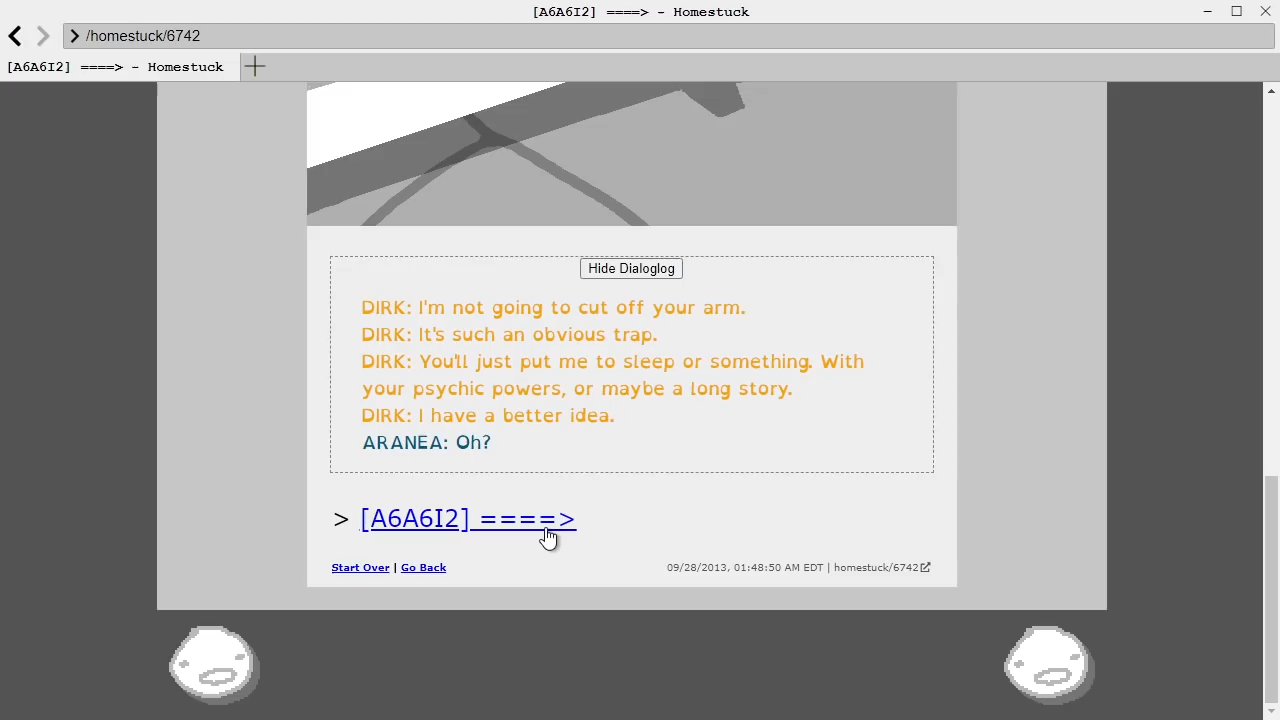 [A6A6I2] ====> - Homestuck
/homestuck/6742
[A6A6I2] ====> - Homestuck
Hide Dialoglog
DIRK: I'm not going to cut off your arm.
DIRK: It's such an obvious trap.
DIRK: You'll just put me to sleep or something. With
your psychic powers, or maybe a long story.
DIRK: I have a better idea.
ARANEA: Oh?
> [A6A6I2] ====>
Start Over | Go Back
09/28/2013, 01:48:50 AM EDT | homestuck/6742